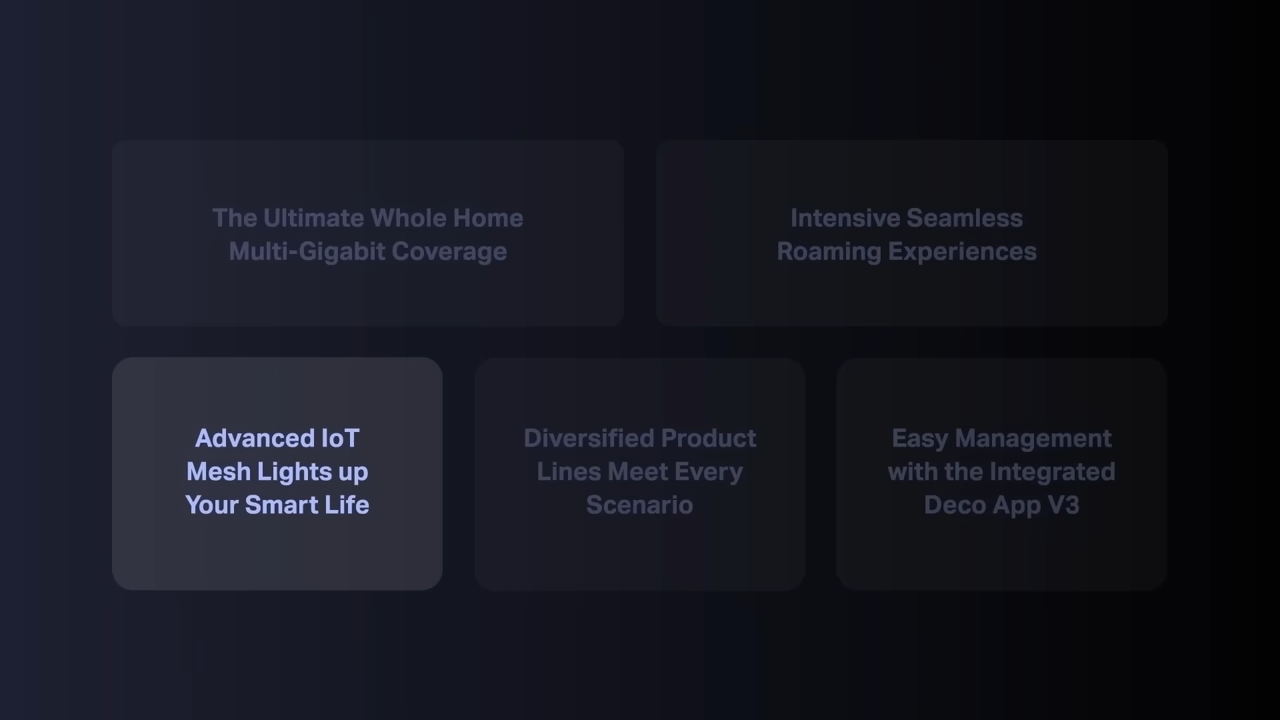 The Ultimate Whole Home
Multi-Gigabit Coverage
Intensive Seamless
Roaming Experiences
Advanced IoT
Mesh Lights up
Your Smart Life
Diversified Product
Lines Meet Every
Scenario
Easy Management
with the Integrated
Deco App V3